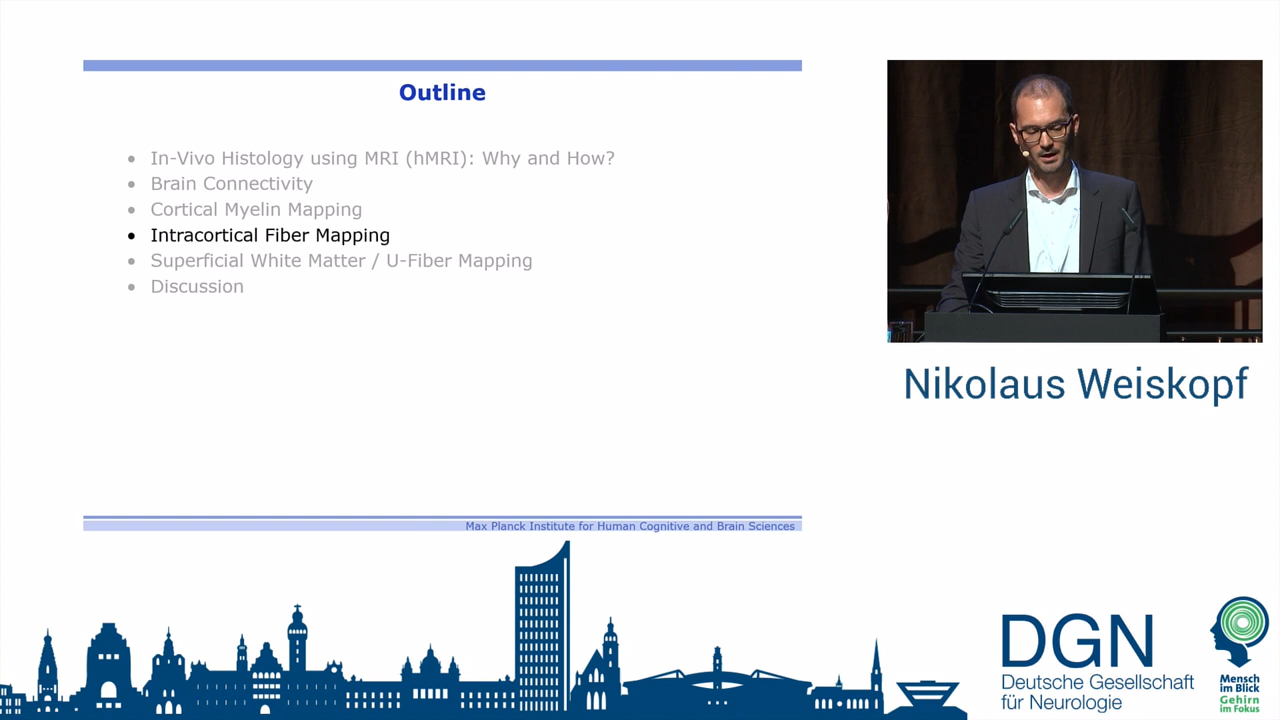 Outline
In-Vivo Histology using MRI (hMRI): Why and How?
Brain Connectivity
Cortical Myelin Mapping
Intracortical Fiber Mapping
Superficial White Matter / U-Fiber Mapping
Discussion
Max Planck Institute for Human Cognitive and Brain Sciences
Nikolaus Weiskopf
DGN
Deutsche Gesellschaft
für Neurologie
Mensch
im Blick
Gehirn
im Fokus